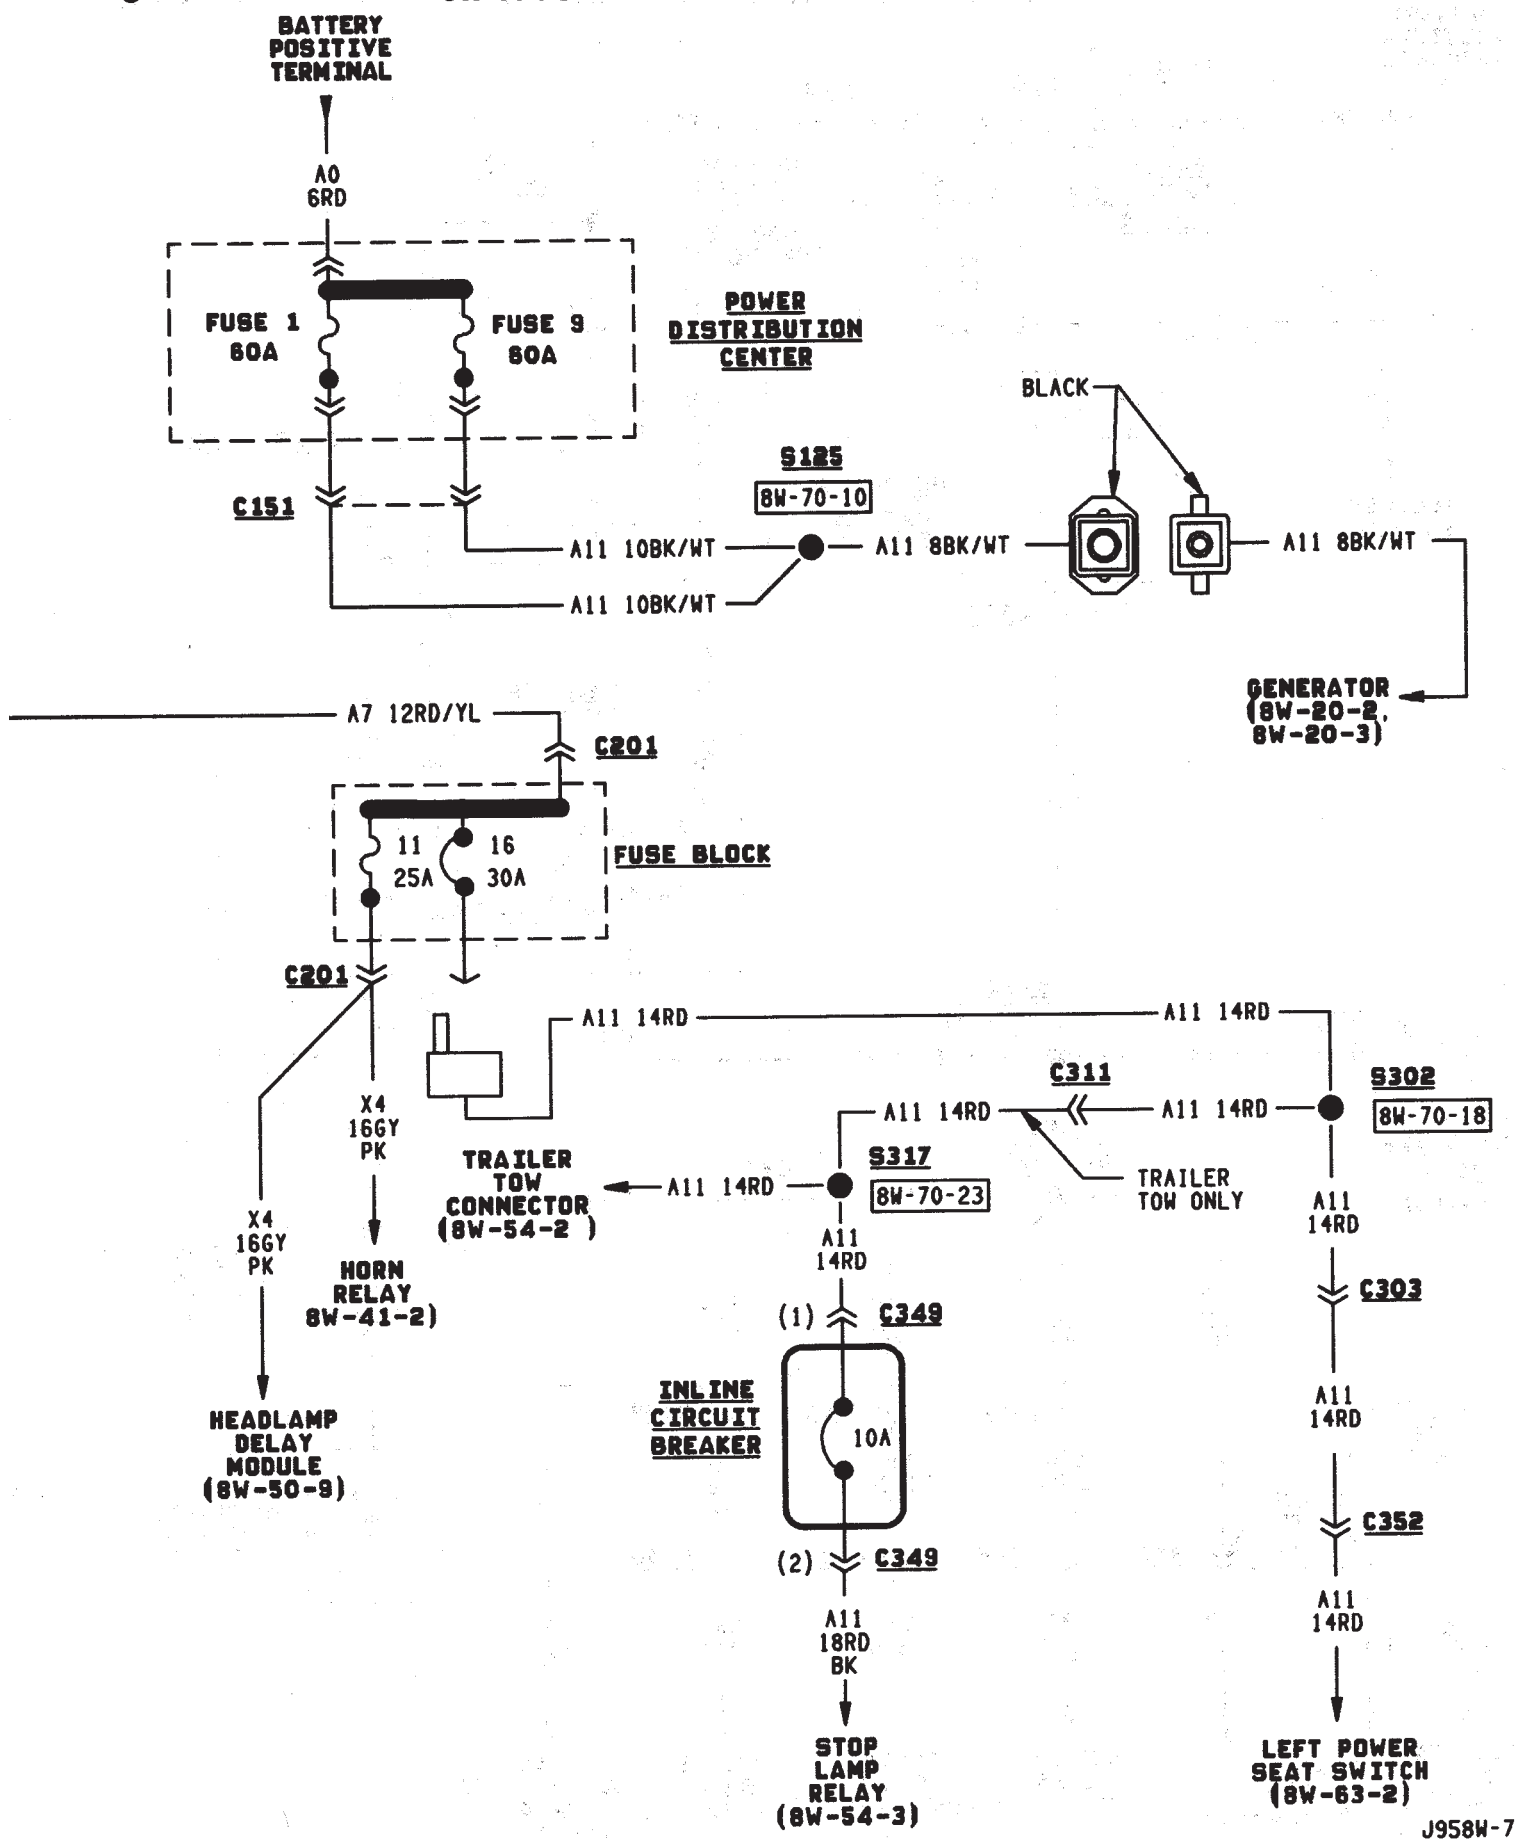 BATTERY
POSITIVE
TERMINAL
A0
6RD
FUSE 1
60A
FUSE 9
60A
POWER
DISTRIBUTION
CENTER
BLACK
S125
8W-70-10
C151
A11 10BK/WT
A11 8BK/WT
A11 8BK/WT
A11 10BK/WT
GENERATOR
(8W-20-2,
8W-20-3)
A7 12RD/YL
C201
11
25A
16
30A
FUSE BLOCK
C201
A11 14RD
A11 14RD
C311
S302
8W-70-18
A11 14RD
A11 14RD
X4
16GY
PK
TRAILER
TOW
CONNECTOR
(8W-54-2 )
A11 14RD
S317
8W-70-23
TRAILER
TOW ONLY
A11
14RD
X4
16GY
PK
A11
14RD
HORN
RELAY
8W-41-2)
(1)
C349
C303
INLINE
CIRCUIT
BREAKER
10A
A11
14RD
HEADLAMP
DELAY
MODULE
(8W-50-9)
C352
(2)
C349
A11
18RD
BK
A11
14RD
STOP
LAMP
RELAY
(8W-54-3)
LEFT POWER
SEAT SWITCH
(8W-63-2)
J958W-7